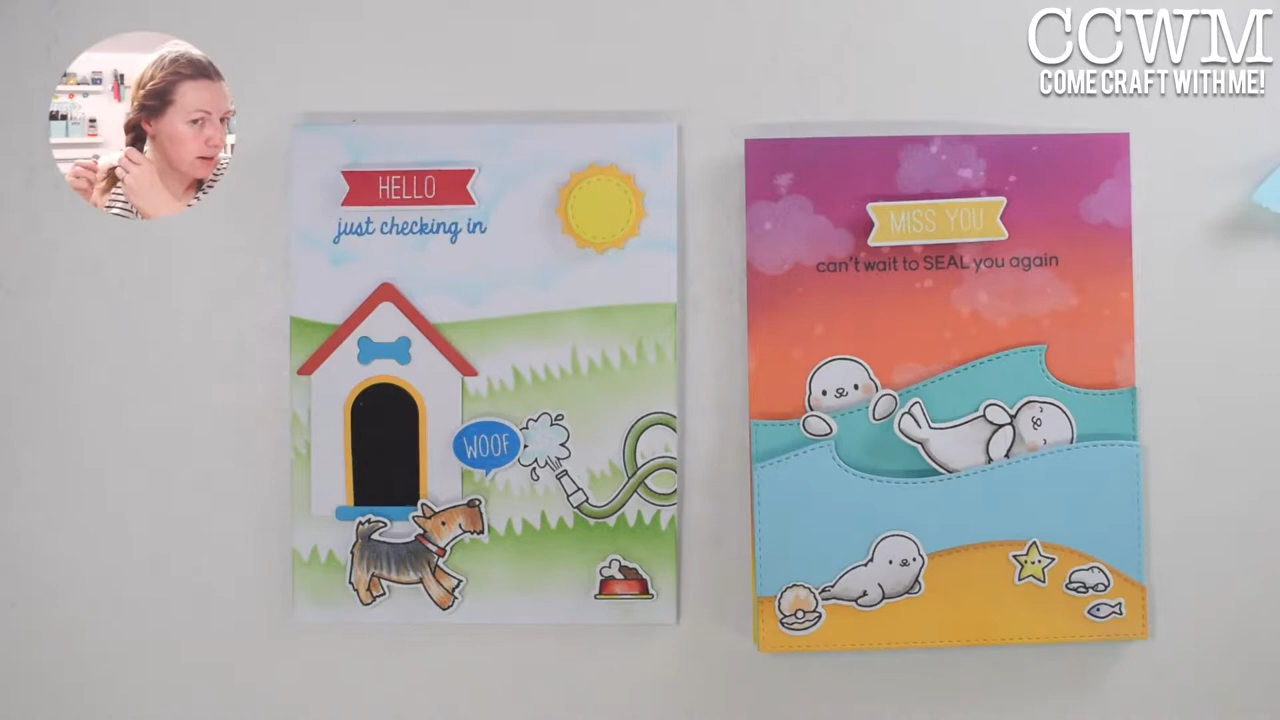 CCWM
COME CRAFT WITH ME!
HELLO
just checking in
WOOF
MISS YOU
can't wait to SEAL you again